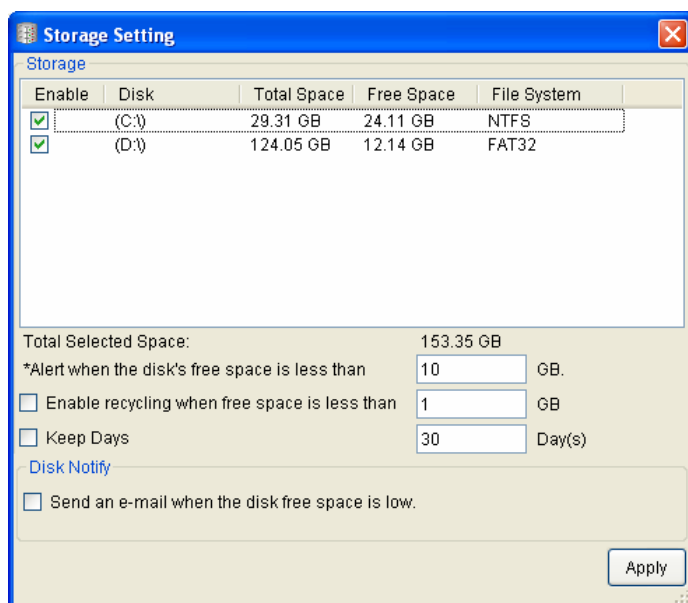 Storage Setting
Storage
Enable Disk Total Space Free Space File System
(C:\) 29.31 GB 24.11 GB NTFS
(D:\) 124.05 GB 12.14 GB FAT32
Total Selected Space: 153.35 GB
*Alert when the disk's free space is less than 10 GB.
Enable recycling when free space is less than 1 GB
Keep Days 30 Day(s)
Disk Notify
Send an e-mail when the disk free space is low.
Apply